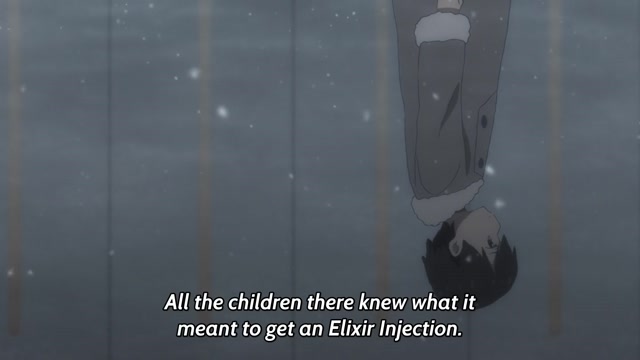 All the children there knew what it
meant to get an Elixir Injection.